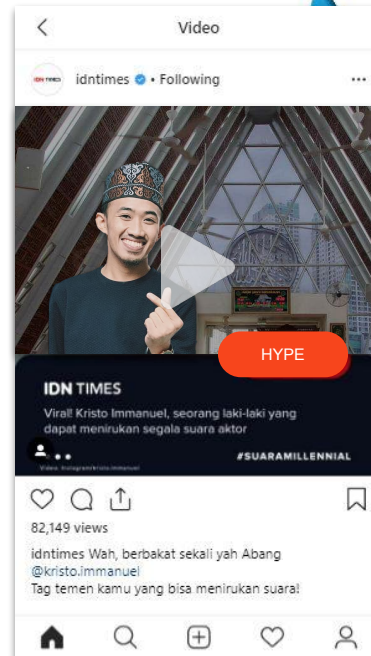 Video
IDN TIMES
idntimes • Following
HYPE
IDN TIMES
Viral! Kristo Immanuel, seorang laki-laki yang
dapat menirukan segala suara aktor
#SUARAMILLENNIAL
Video: Instagram/kristo.immanuel
82,149 views
idntimes Wah, berbakat sekali yah Abang
@kristo.immanuel
Tag temen kamu yang bisa menirukan suara!